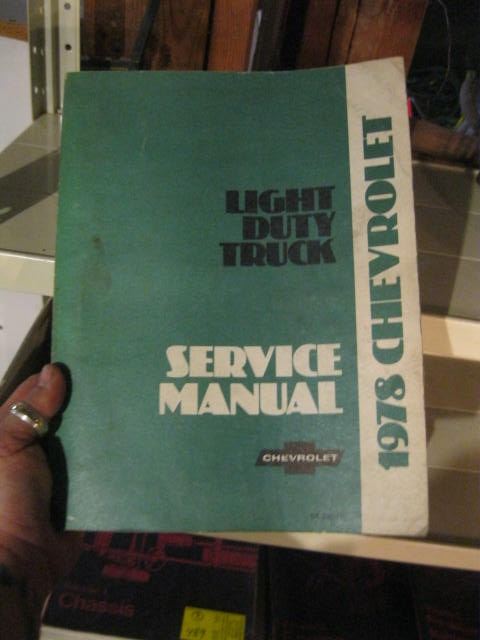 LIGHT
DUTY
TRUCK
SERVICE
MANUAL
CHEVROLET
1978 CHEVROLET
Chassis